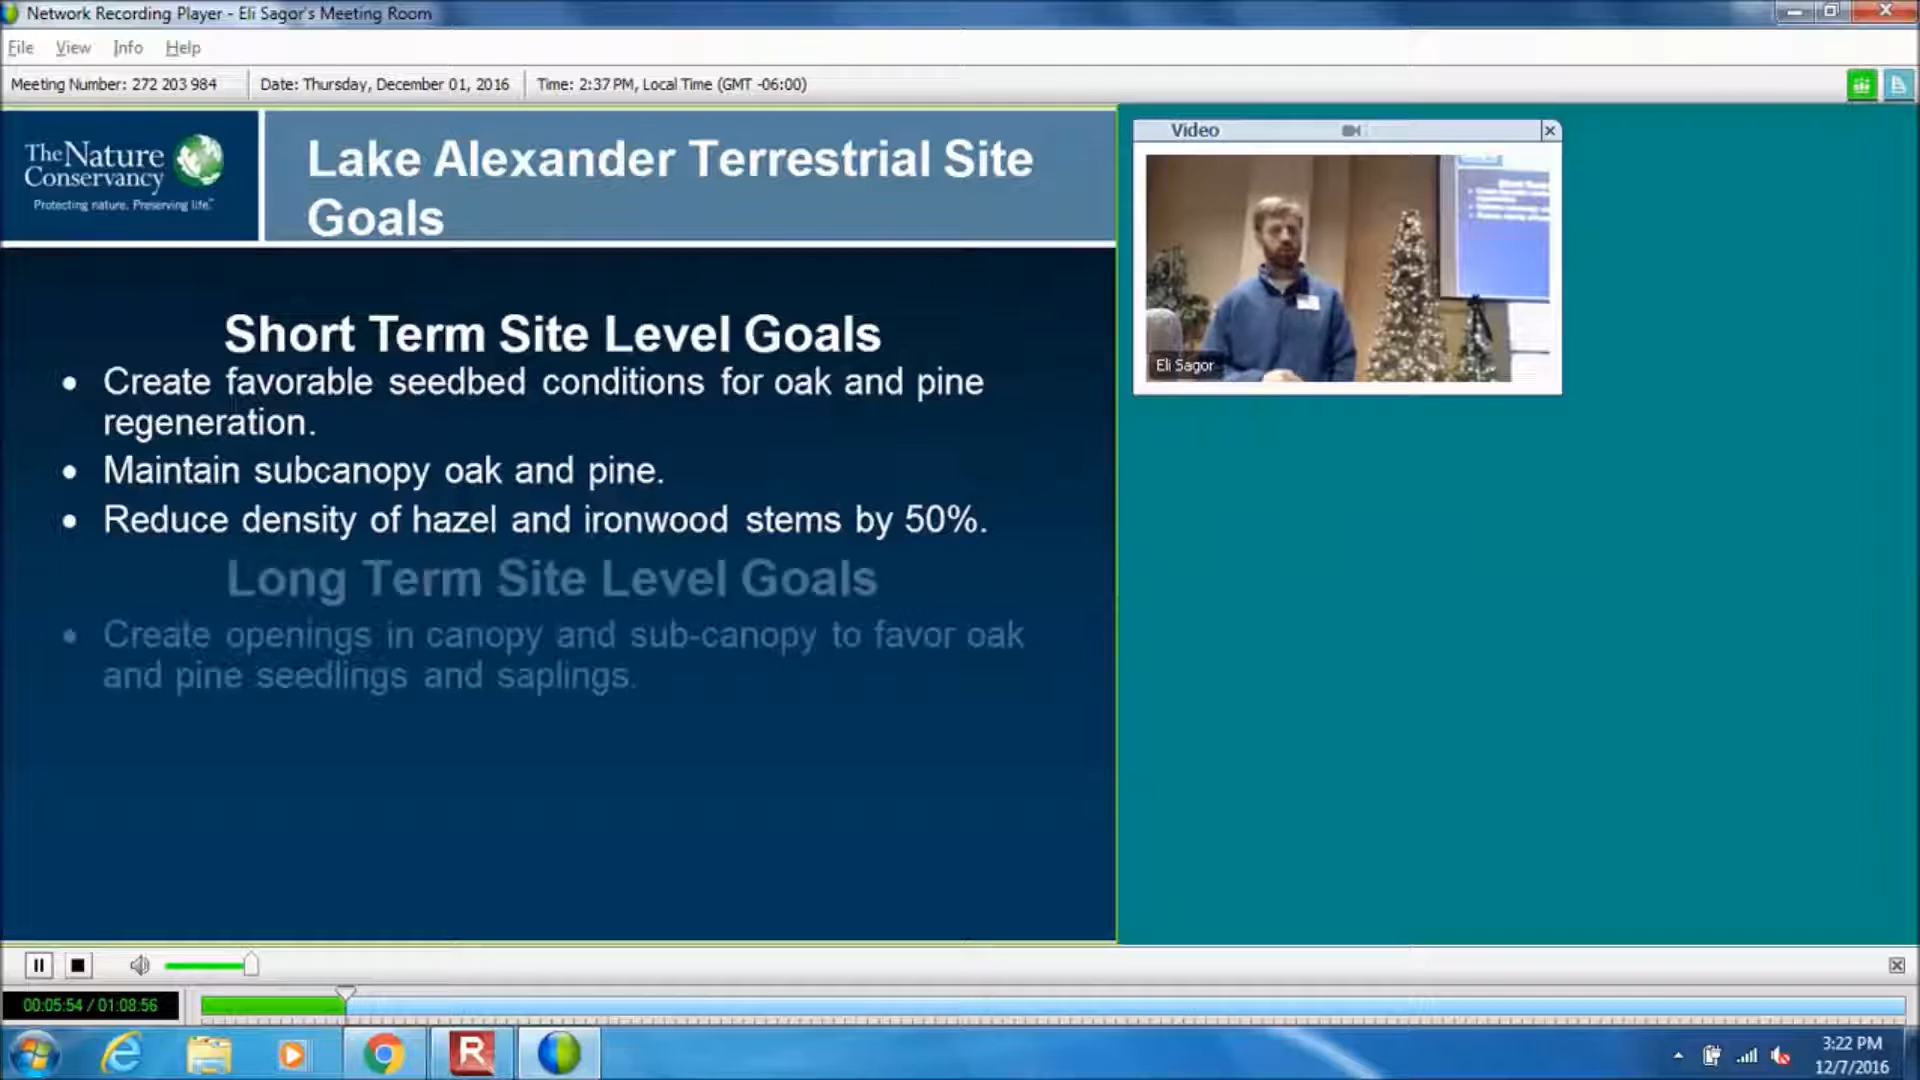 Network Recording Player - Eli Sagor's Meeting Room
File View Info Help
Meeting Number: 272 203 984
Date: Thursday, December 01, 2016
Time: 2:37 PM, Local Time (GMT -06:00)
The Nature
Conservancy
Protecting nature. Preserving life.™
Lake Alexander Terrestrial Site
Goals
Short Term Site Level Goals
• Create favorable seedbed conditions for oak and pine
regeneration.
• Maintain subcanopy oak and pine.
• Reduce density of hazel and ironwood stems by 50%.
Long Term Site Level Goals
• Create openings in canopy and sub-canopy to favor oak
and pine seedlings and saplings.
Video
Eli Sagor
00:05:54 / 01:08:56
R
3:22 PM
12/7/2016